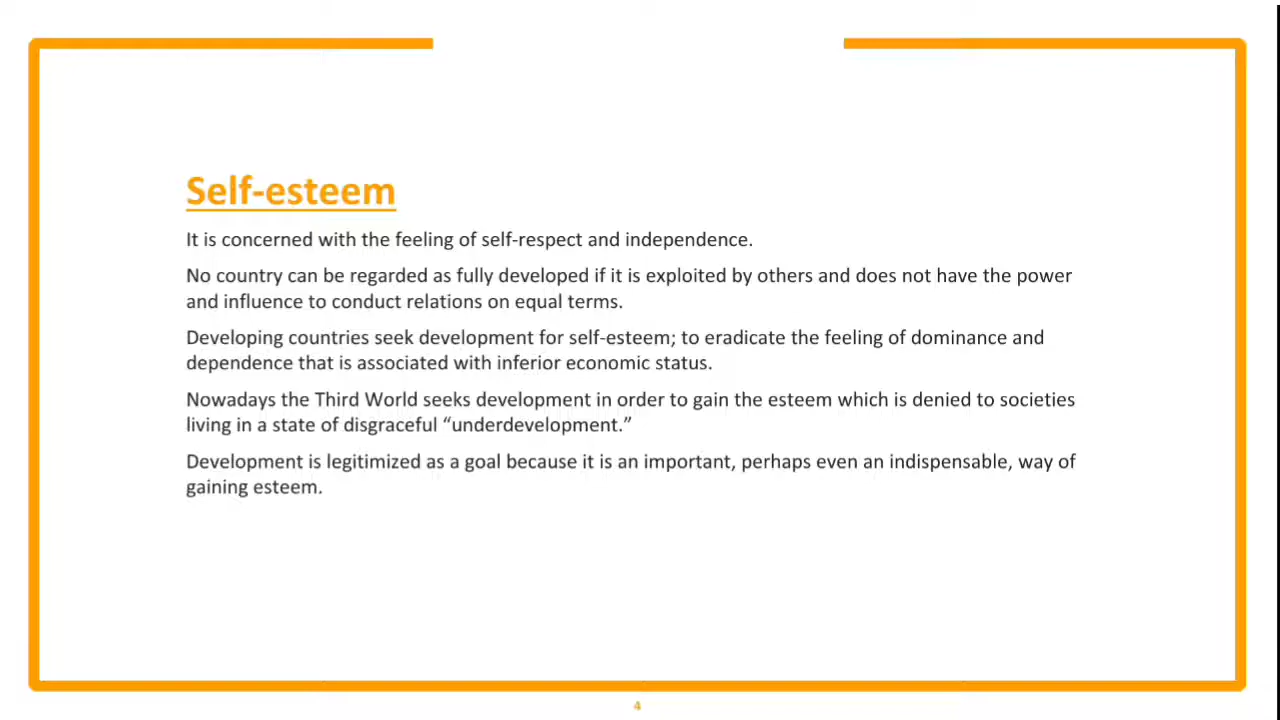 Self-esteem
It is concerned with the feeling of self-respect and independence.
No country can be regarded as fully developed if it is exploited by others and does not have the power
and influence to conduct relations on equal terms.
Developing countries seek development for self-esteem; to eradicate the feeling of dominance and
dependence that is associated with inferior economic status.
Nowadays the Third World seeks development in order to gain the esteem which is denied to societies
living in a state of disgraceful “underdevelopment.”
Development is legitimized as a goal because it is an important, perhaps even an indispensable, way of
gaining esteem.
4